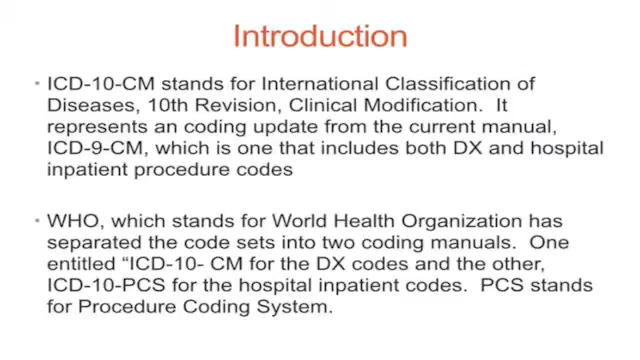 Introduction
• ICD-10-CM stands for International Classification of
Diseases, 10th Revision, Clinical Modification.  It
represents an coding update from the current manual,
ICD-9-CM, which is one that includes both DX and hospital
inpatient procedure codes
• WHO, which stands for World Health Organization has
separated the code sets into two coding manuals.  One
entitled “ICD-10- CM for the DX codes and the other,
ICD-10-PCS for the hospital inpatient codes.  PCS stands
for Procedure Coding System.